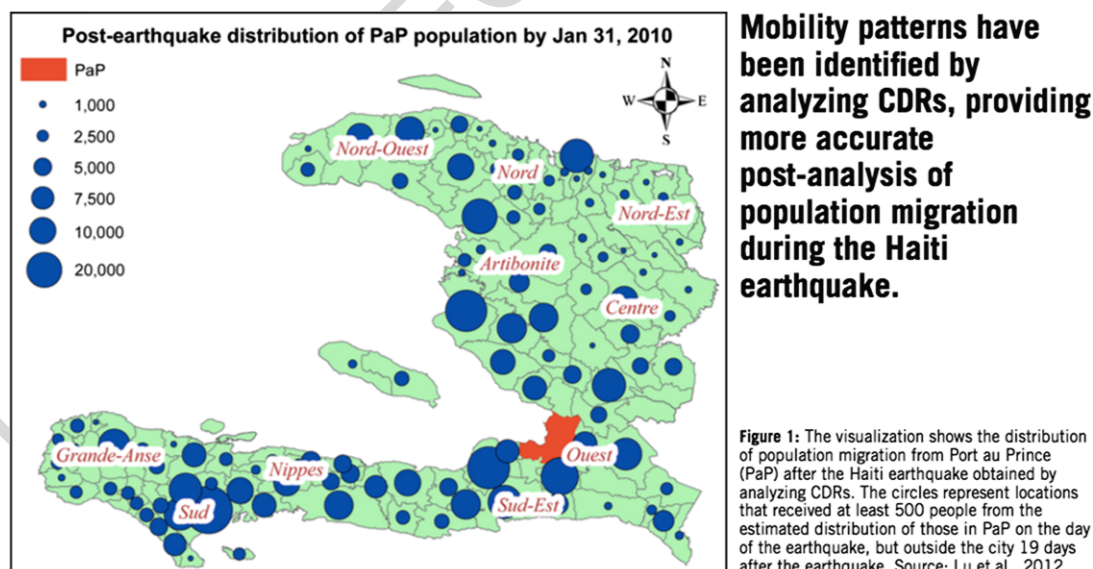 Post-earthquake distribution of PaP population by Jan 31, 2010
PaP
1,000
2,500
5,000
7,500
10,000
20,000
N
W
E
S
Nord-Ouest
Nord
Nord-Est
Artibonite
Centre
Grande-Anse
Nippes
Ouest
Sud
Sud-Est
Mobility patterns have
been identified by
analyzing CDRs, providing
more accurate
post-analysis of
population migration
during the Haiti
earthquake.
Figure 1: The visualization shows the distribution
of population migration from Port au Prince
(PaP) after the Haiti earthquake obtained by
analyzing CDRs. The circles represent locations
that received at least 500 people from the
estimated distribution of those in PaP on the day
of the earthquake, but outside the city 19 days
after the earthquake. Source: Lu et al., 2012